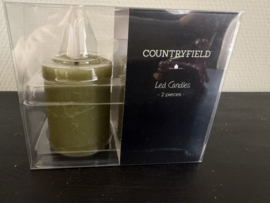 COUNTRYFIELD
Led Candles
- 2 pieces -